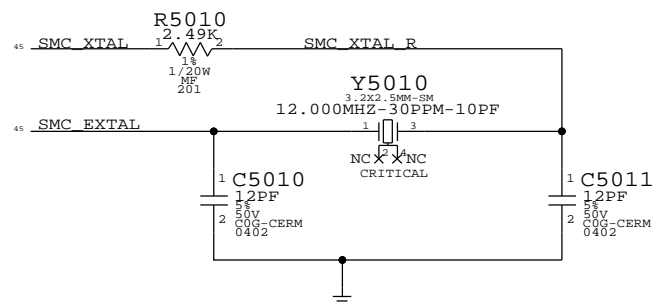 R5010
2.49K
45 SMC_XTAL 1 2 SMC_XTAL_R
1%
1/20W
MF
201
Y5010
3.2X2.5MM-SM
12.000MHZ-30PPM-10PF
45 SMC_EXTAL 1 3
NC 2 4 NC
CRITICAL
1 C5010
12PF
5%
50V
2 C0G-CERM
0402
1 C5011
12PF
5%
50V
2 C0G-CERM
0402